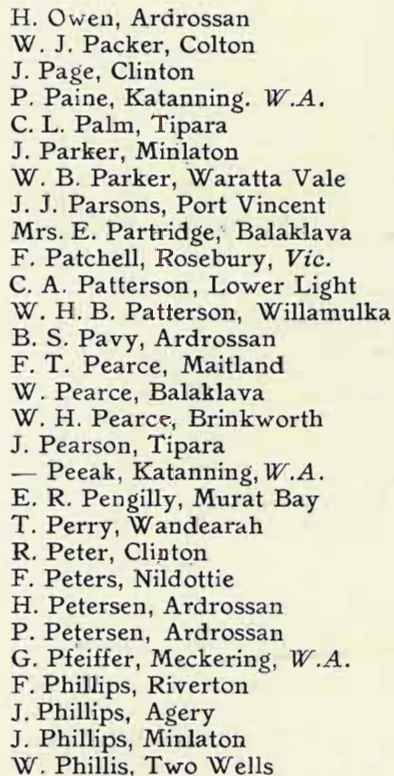 H. Owen, Ardrossan
W. J. Packer, Colton
J. Page, Clinton
P. Paine, Katanning. W.A.
C. L. Palm, Tipara
J. Parker, Minlaton
W. B. Parker, Waratta Vale
J. J. Parsons, Port Vincent
Mrs. E. Partridge, Balaklava
F. Patchell, Rosebury, Vic.
C. A. Patterson, Lower Light
W. H. B. Patterson, Willamulka
B. S. Pavy, Ardrossan
F. T. Pearce, Maitland
W. Pearce, Balaklava
W. H. Pearce, Brinkworth
J. Pearson, Tipara
— Peeak, Katanning, W.A.
E. R. Pengilly, Murat Bay
T. Perry, Wandearah
R. Peter, Clinton
F. Peters, Nildottie
H. Petersen, Ardrossan
P. Petersen, Ardrossan
G. Pfeiffer, Meckering, W.A.
F. Phillips, Riverton
J. Phillips, Agery
J. Phillips, Minlaton
W. Phillis, Two Wells